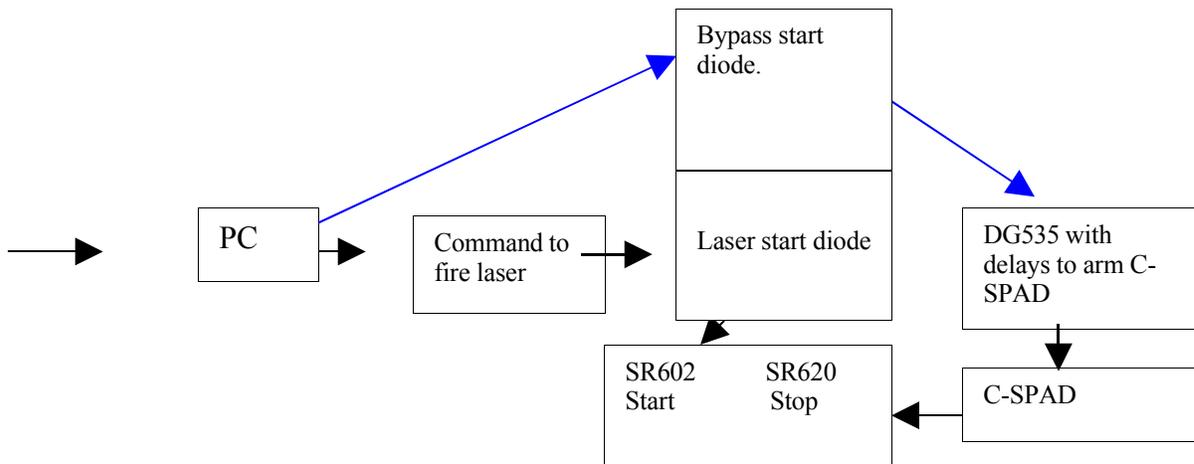 Bypass start
diode.
PC
Command to
fire laser
Laser start diode
DG535 with
delays to arm C-
SPAD
SR602 SR620
Start Stop
C-SPAD